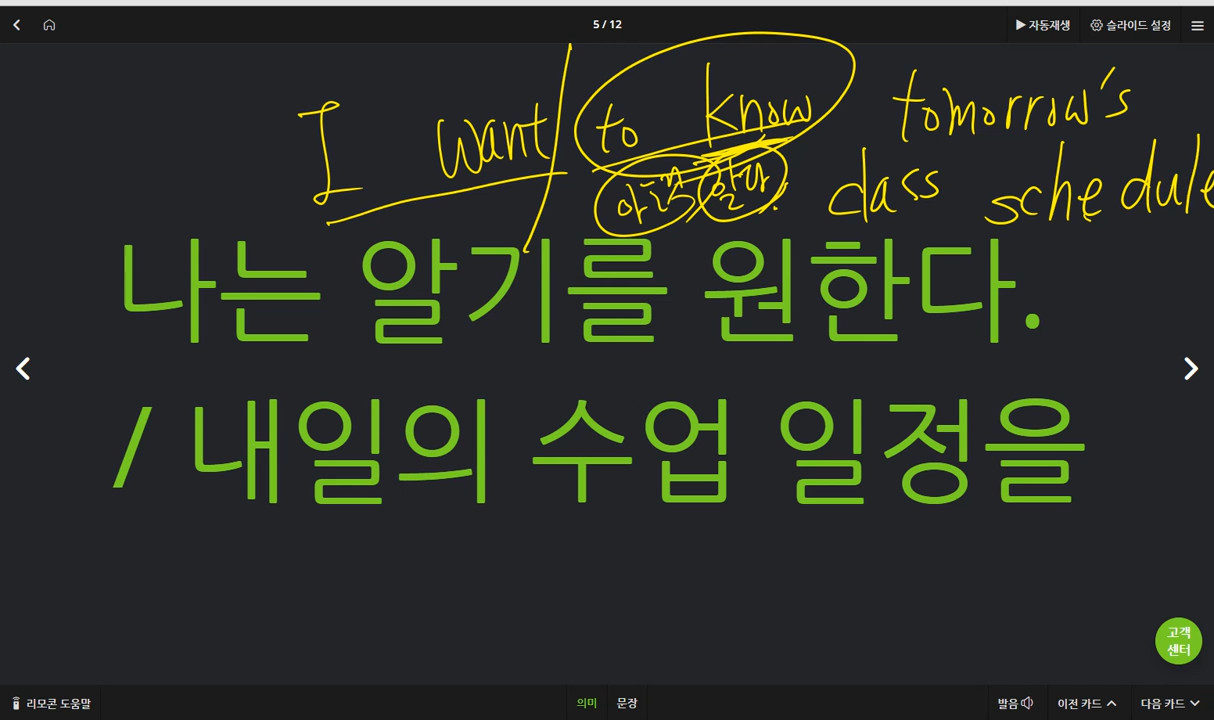 5 / 12
자동재생
슬라이드 설정
I want / to know tomorrow's
class schedule
나는 알기를 원한다.
/ 내일의 수업 일정을
고객
센터
리모콘 도움말
의미
문장
발음
이전 카드
다음 카드